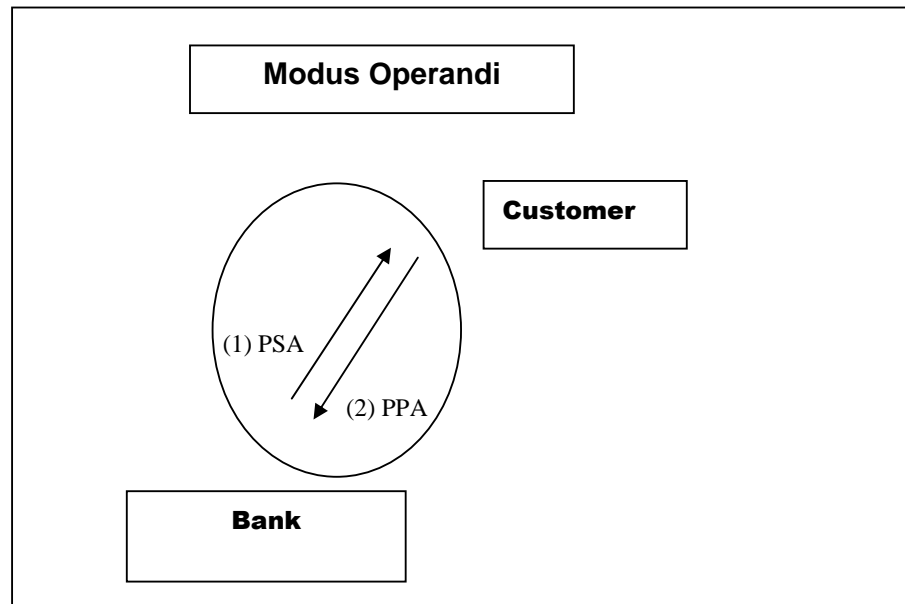 Modus Operandi
Customer
(1) PSA
(2) PPA
Bank